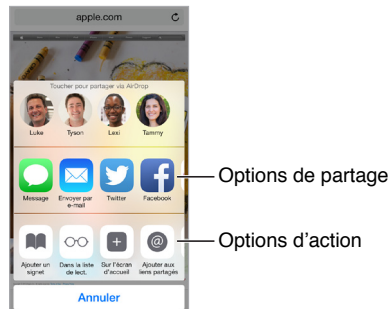 apple.com
Toucher pour partager via AirDrop
Luke Tyson Lexi Tammy
Message Envoyer par e-mail Twitter Facebook
Options de partage
Ajouter un signet Dans la liste de lect. Sur l'écran d'accueil Ajouter aux liens partagés
Options d'action
Annuler